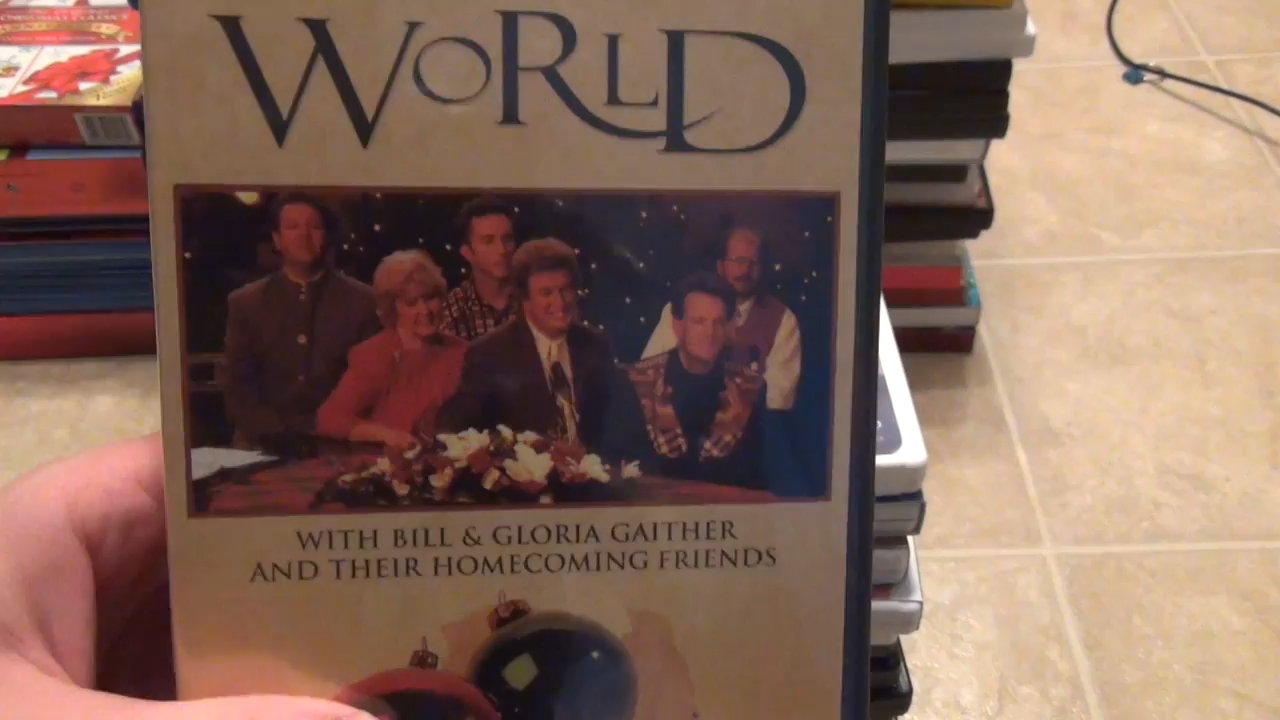 WORLD
WITH BILL & GLORIA GAITHER
AND THEIR HOMECOMING FRIENDS